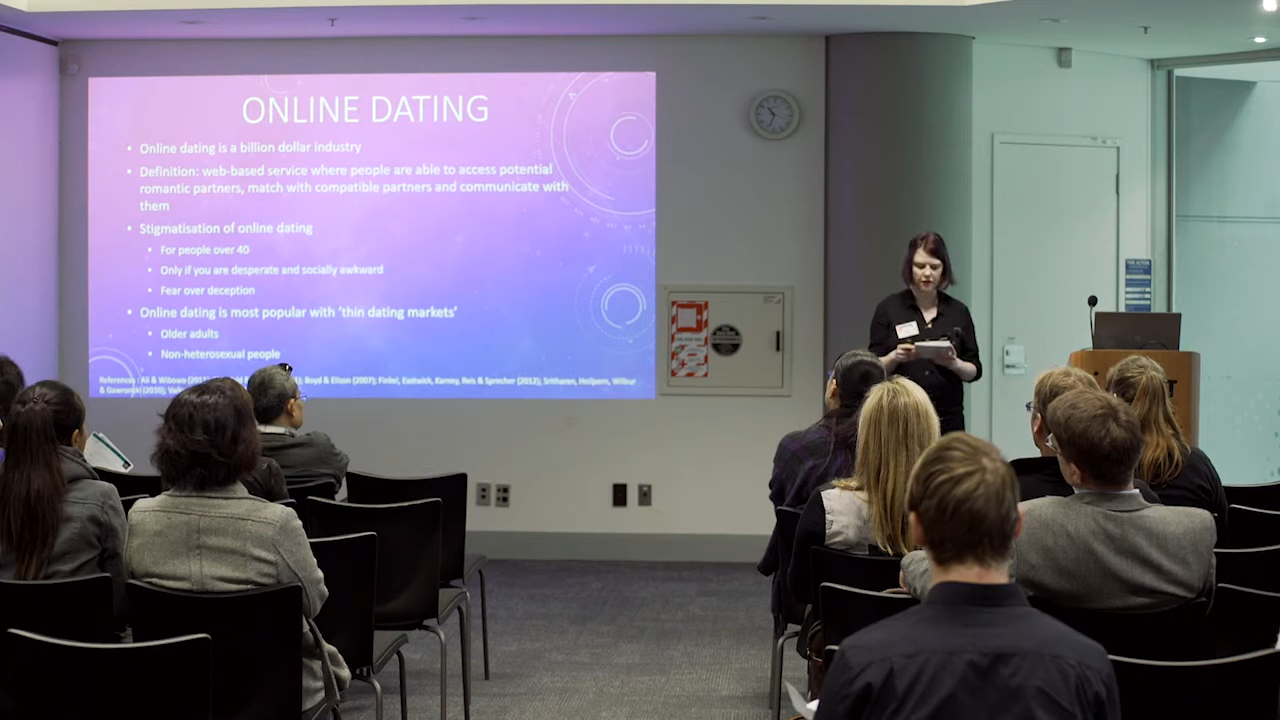 ONLINE DATING
• Online dating is a billion dollar industry
• Definition: web-based service where people are able to access potential
romantic partners, match with compatible partners and communicate with
them
• Stigmatisation of online dating
• For people over 40
• Only if you are desperate and socially awkward
• Fear over deception
• Online dating is most popular with 'thin dating markets'
• Older adults
• Non-heterosexual people
References : Ali & Wibowo Boyd & Elison (2007); Finkel, Eastwick, Karney, Reis & Sprecher (2012); Sritharan, Heilpern, Wilbur
& Gawronski (2010);